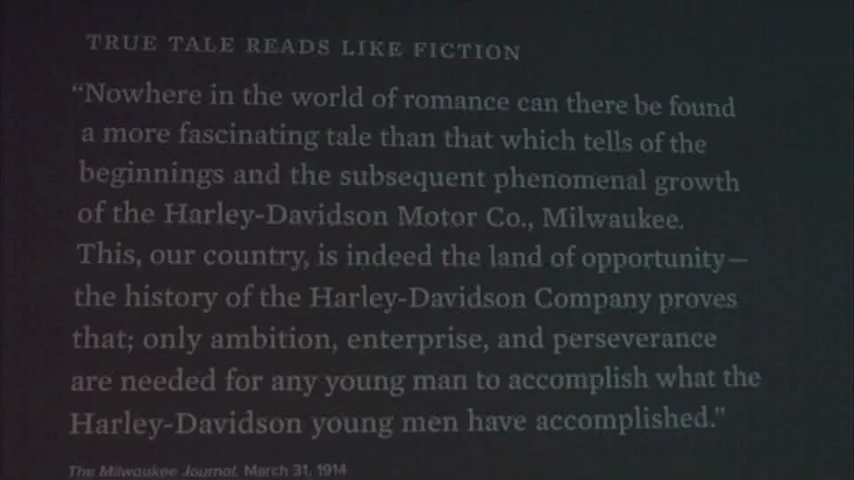 TRUE TALE READS LIKE FICTION
“Nowhere in the world of romance can there be found
a more fascinating tale than that which tells of the
beginnings and the subsequent phenomenal growth
of the Harley-Davidson Motor Co., Milwaukee.
This, our country, is indeed the land of opportunity—
the history of the Harley-Davidson Company proves
that; only ambition, enterprise, and perseverance
are needed for any young man to accomplish what the
Harley-Davidson young men have accomplished.”
The Milwaukee Journal, March 31, 1914